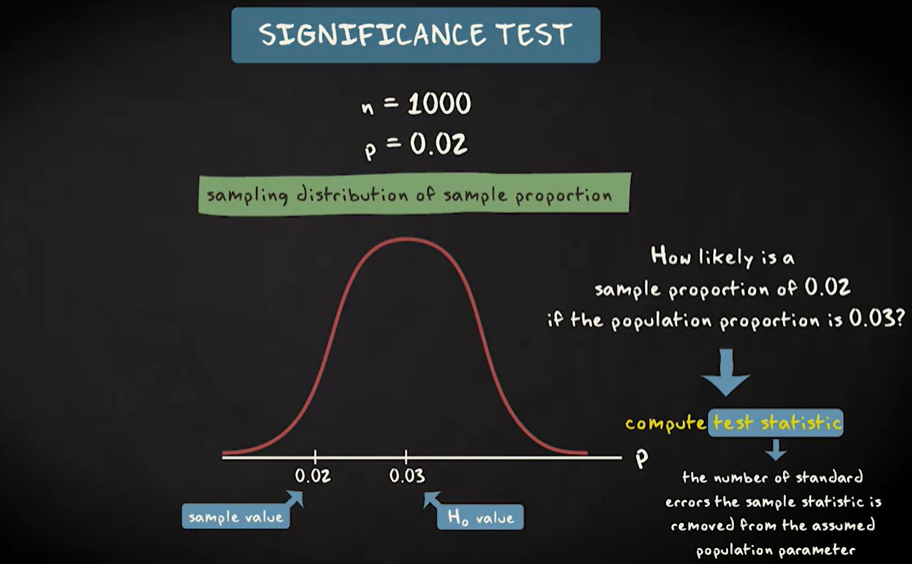 SIGNIFICANCE TEST
n = 1000
p = 0.02
sampling distribution of sample proportion
How likely is a
sample proportion of 0.02
if the population proportion is 0.03?
compute test statistic
the number of standard
errors the sample statistic is
removed from the assumed
population parameter
p
0.02
0.03
sample value
H₀ value